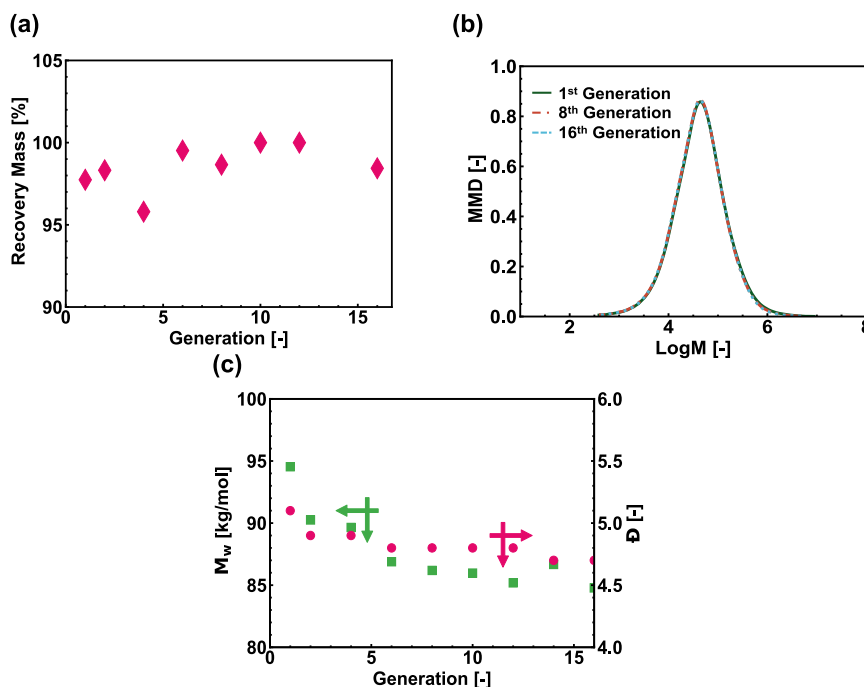 (a)
105
100
95
90
0
5
10
15
Recovery Mass [%]
Generation [-]
(b)
1.0
0.8
0.6
0.4
0.2
0.0
2
4
6
8
MMD [-]
LogM [-]
1st Generation
8th Generation
16th Generation
(c)
100
95
90
85
80
6.0
5.5
5.0
4.5
4.0
0
5
10
15
Mw [kg/mol]
Đ [-]
Generation [-]